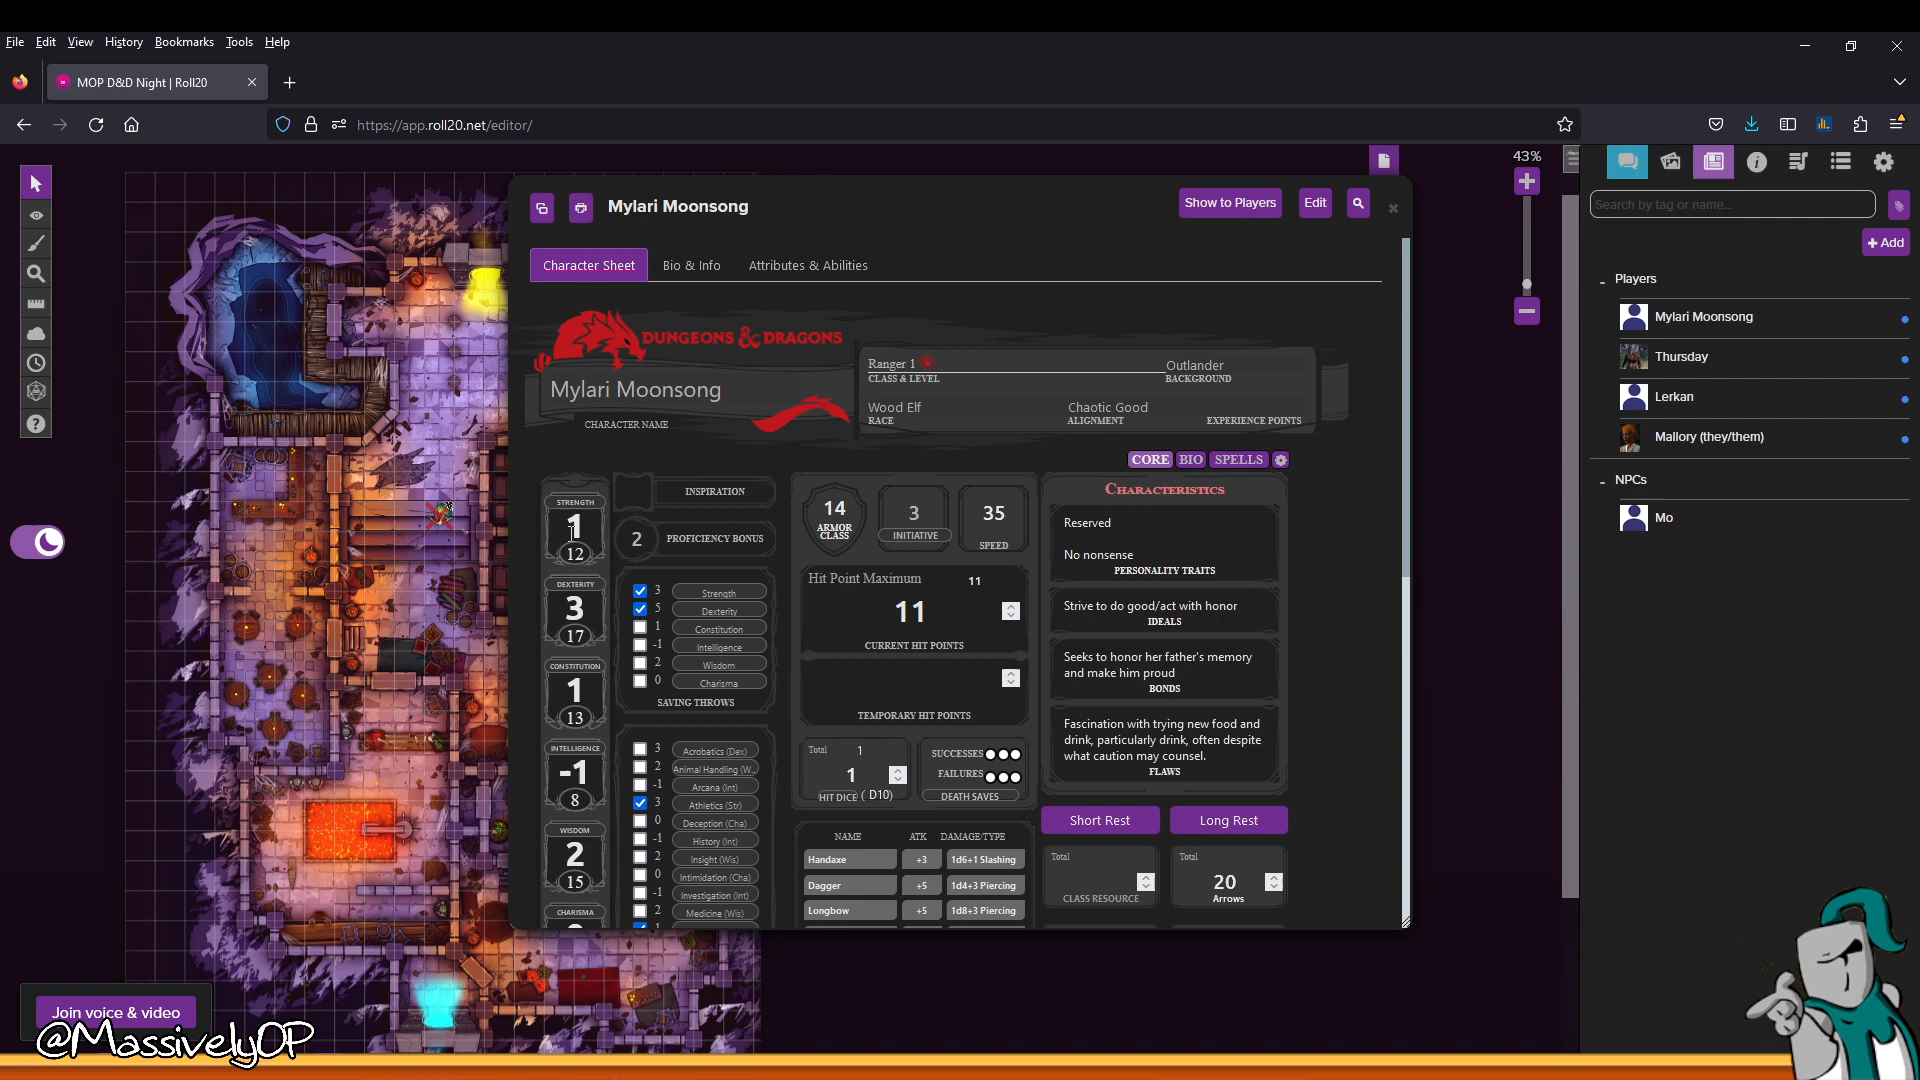 File Edit View History Bookmarks Tools Help
MOP D&D Night | Roll20
https://app.roll20.net/editor/
43%
Search by tag or name...
+ Add
Players
Mylari Moonsong
Thursday
Lerkan
Mallory (they/them)
NPCs
Mo
Mylari Moonsong
Show to Players
Edit
Character Sheet
Bio & Info
Attributes & Abilities
DUNGEONS & DRAGONS
Mylari Moonsong
CHARACTER NAME
Ranger 1
CLASS & LEVEL
Outlander
BACKGROUND
Wood Elf
RACE
Chaotic Good
ALIGNMENT
EXPERIENCE POINTS
CORE BIO SPELLS
STRENGTH
1
12
DEXTERITY
3
17
CONSTITUTION
1
13
INTELLIGENCE
-1
8
WISDOM
2
15
CHARISMA
INSPIRATION
2 PROFICIENCY BONUS
3 Strength
5 Dexterity
1 Constitution
-1 Intelligence
2 Wisdom
0 Charisma
SAVING THROWS
3 Acrobatics (Dex)
2 Animal Handling (W...
-1 Arcana (Int)
3 Athletics (Str)
0 Deception (Cha)
-1 History (Int)
2 Insight (Wis)
0 Intimidation (Cha)
-1 Investigation (Int)
2 Medicine (Wis)
14
ARMOR
CLASS
3
INITIATIVE
35
SPEED
Hit Point Maximum 11
11
CURRENT HIT POINTS
TEMPORARY HIT POINTS
Total 1
1
HIT DICE ( D10)
SUCCESSES
FAILURES
DEATH SAVES
NAME ATK DAMAGE/TYPE
Handaxe +3 1d6+1 Slashing
Dagger +5 1d4+3 Piercing
Longbow +5 1d8+3 Piercing
CHARACTERISTICS
Reserved
No nonsense
PERSONALITY TRAITS
Strive to do good/act with honor
IDEALS
Seeks to honor her father's memory
and make him proud
BONDS
Fascination with trying new food and
drink, particularly drink, often despite
what caution may counsel.
FLAWS
Short Rest
Long Rest
Total
CLASS RESOURCE
Total
20
Arrows
Join voice & video
@MassivelyOP